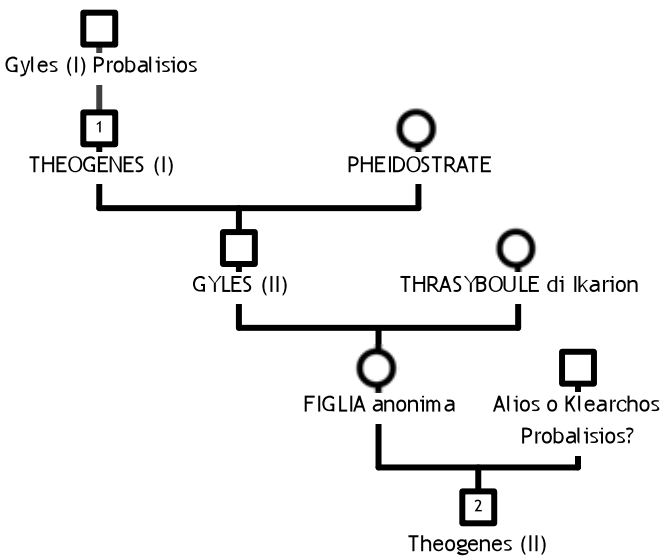 Gyles (I) Probalisios
1
THEOGENES (I)
PHEIDOSTRATE
GYLES (II)
THRASYBOULE di Ikarion
FIGLIA anonima
Alios o Klearchos
Probalisios?
2
Theogenes (II)